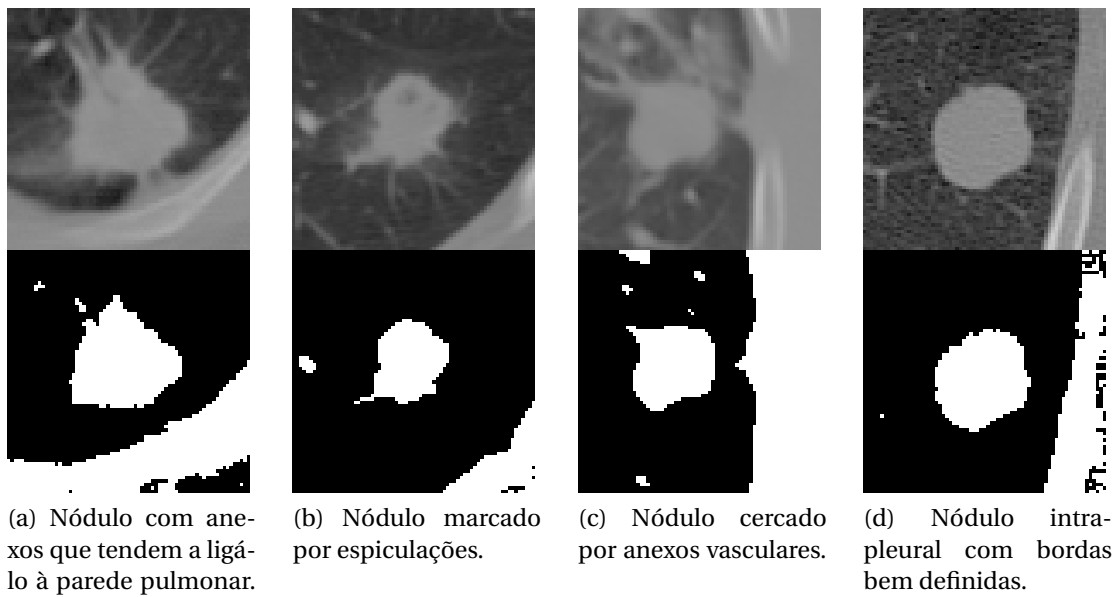 (a) Nódulo com ane-
xos que tendem a ligá-
lo à parede pulmonar.
(b) Nódulo marcado
por espiculações.
(c) Nódulo cercado
por anexos vasculares.
(d) Nódulo intra-
pleural com bordas
bem definidas.